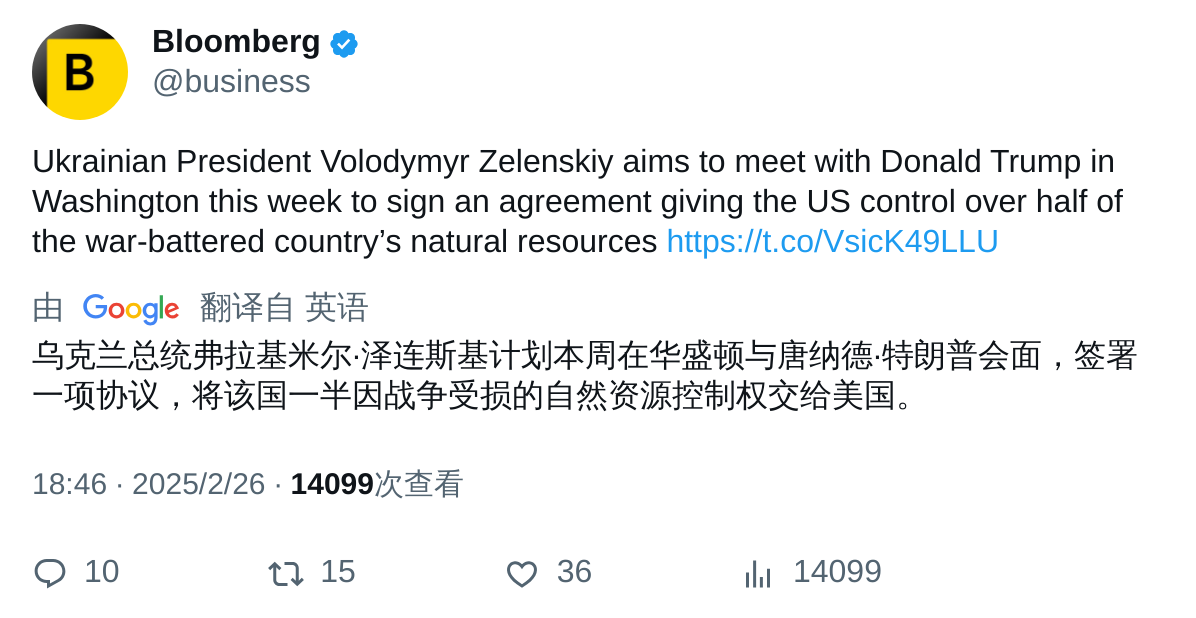 B
Bloomberg
@business
Ukrainian President Volodymyr Zelenskiy aims to meet with Donald Trump in
Washington this week to sign an agreement giving the US control over half of
the war-battered country’s natural resources https://t.co/VsicK49LLU
由 Google 翻译自 英语
乌克兰总统弗拉基米尔·泽连斯基计划本周在华盛顿与唐纳德·特朗普会面，签署
一项协议，将该国一半因战争受损的自然资源控制权交给美国。
18:46 · 2025/2/26 · 14099次查看
10 15 36 14099